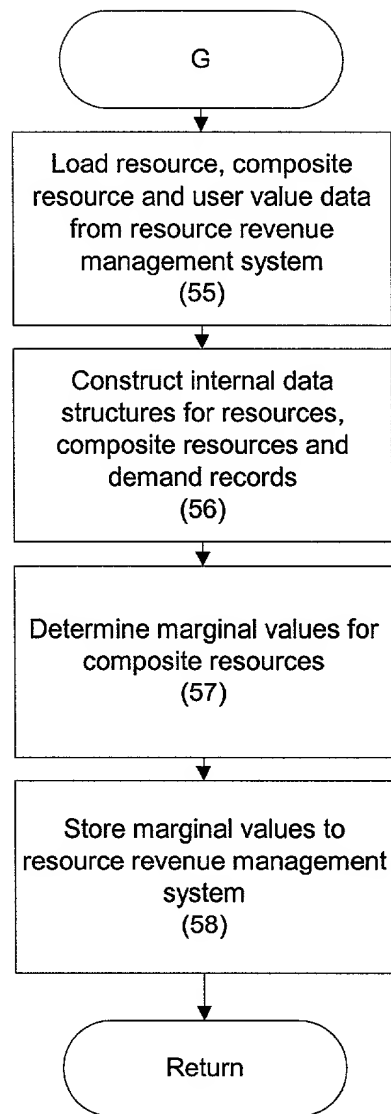 G
Load resource, composite
resource and user value data
from resource revenue
management system
(55)
Construct internal data
structures for resources,
composite resources and
demand records
(56)
Determine marginal values for
composite resources
(57)
Store marginal values to
resource revenue management
system
(58)
Return